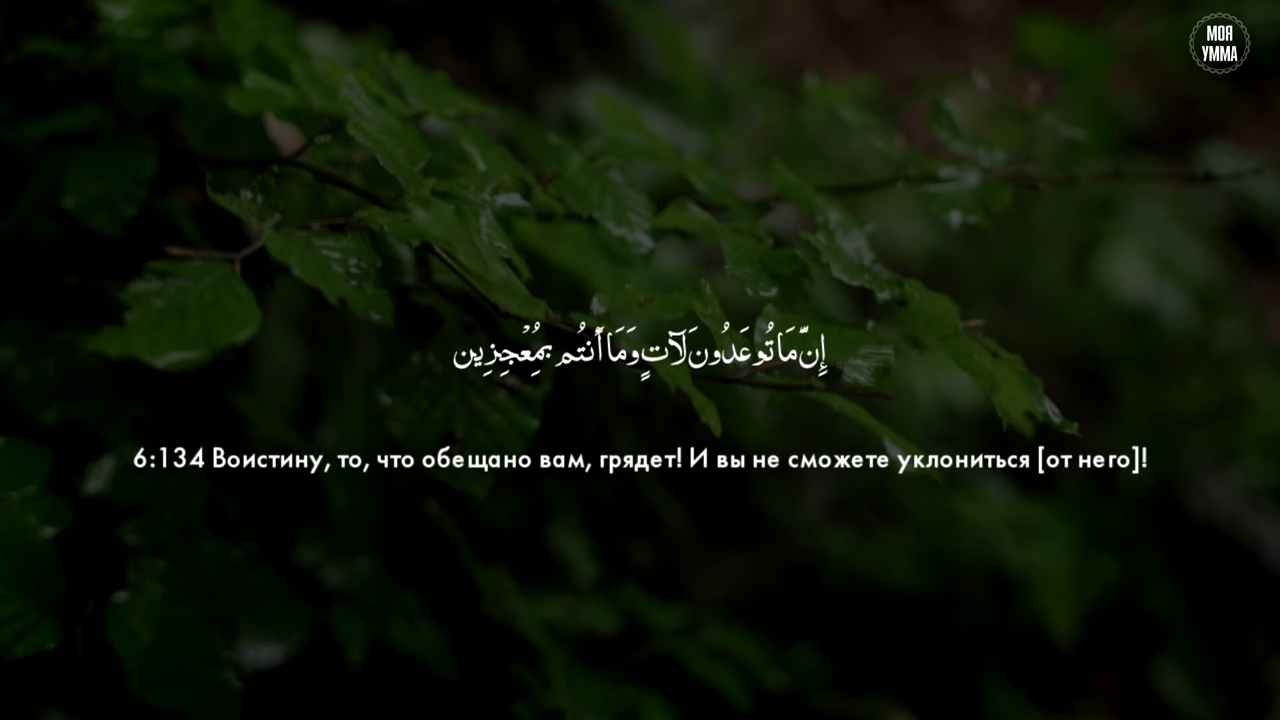 МОЯ
УММА
إِنَّ مَا تُوعَدُونَ لَآتٍ وَمَا أَنتُم بِمُعْجِزِين
6:134 Воистину, то, что обещано вам, грядет! И вы не сможете уклониться [от него]!